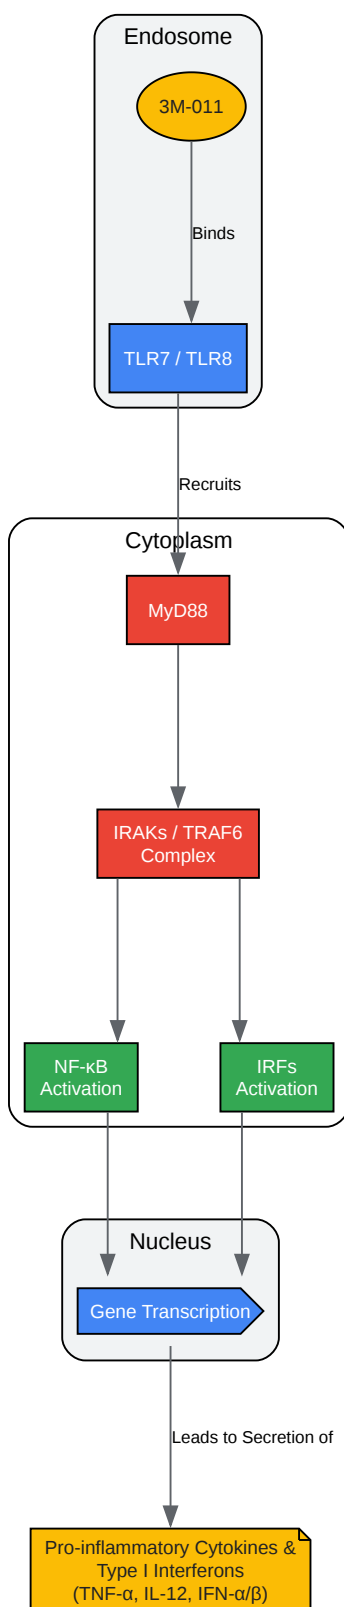 Endosome
3M-011
Binds
TLR7 / TLR8
Recruits
Cytoplasm
MyD88
IRAKs / TRAF6
Complex
NF-κB
Activation
IRFs
Activation
Nucleus
Gene Transcription
Leads to Secretion of
Pro-inflammatory Cytokines &
Type I Interferons
(TNF-α, IL-12, IFN-α/β)